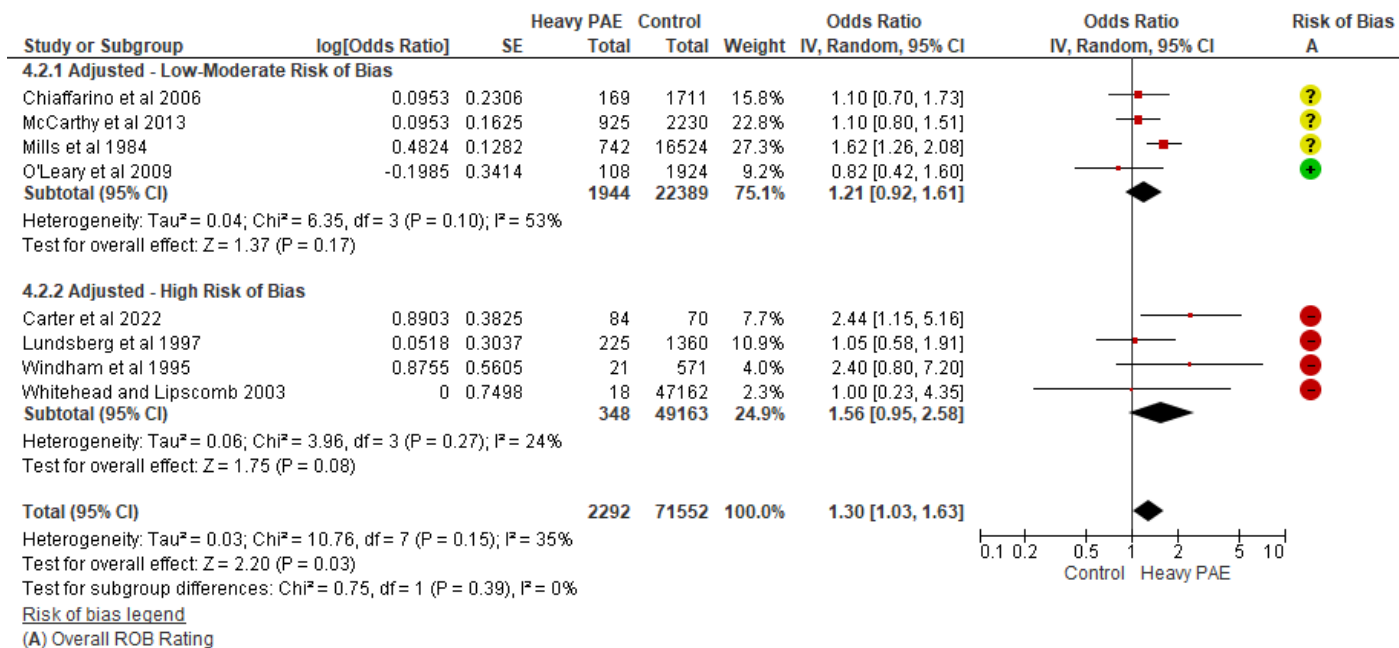 Heavy PAE Control Odds Ratio Odds Ratio Risk of Bias
Study or Subgroup log[Odds Ratio] SE Total Total Weight IV, Random, 95% CI IV, Random, 95% CI A
4.2.1 Adjusted - Low-Moderate Risk of Bias
Chiaffarino et al 2006 0.0953 0.2306 169 1711 15.8% 1.10 [0.70, 1.73] ?
McCarthy et al 2013 0.0953 0.1625 925 2230 22.8% 1.10 [0.80, 1.51] ?
Mills et al 1984 0.4824 0.1282 742 16524 27.3% 1.62 [1.26, 2.08] ?
O'Leary et al 2009 -0.1985 0.3414 108 1924 9.2% 0.82 [0.42, 1.60] +
Subtotal (95% CI) 1944 22389 75.1% 1.21 [0.92, 1.61]
Heterogeneity: Tau² = 0.04; Chi² = 6.35, df = 3 (P = 0.10); I² = 53%
Test for overall effect: Z = 1.37 (P = 0.17)
4.2.2 Adjusted - High Risk of Bias
Carter et al 2022 0.8903 0.3825 84 70 7.7% 2.44 [1.15, 5.16] -
Lundsberg et al 1997 0.0518 0.3037 225 1360 10.9% 1.05 [0.58, 1.91] -
Windham et al 1995 0.8755 0.5605 21 571 4.0% 2.40 [0.80, 7.20] -
Whitehead and Lipscomb 2003 0 0.7498 18 47162 2.3% 1.00 [0.23, 4.35] -
Subtotal (95% CI) 348 49163 24.9% 1.56 [0.95, 2.58]
Heterogeneity: Tau² = 0.06; Chi² = 3.96, df = 3 (P = 0.27); I² = 24%
Test for overall effect: Z = 1.75 (P = 0.08)
Total (95% CI) 2292 71552 100.0% 1.30 [1.03, 1.63]
Heterogeneity: Tau² = 0.03; Chi² = 10.76, df = 7 (P = 0.15); I² = 35%
Test for overall effect: Z = 2.20 (P = 0.03)
Test for subgroup differences: Chi² = 0.75, df = 1 (P = 0.39), I² = 0%
0.1 0.2 0.5 1 2 5 10
Control Heavy PAE
Risk of bias legend
(A) Overall ROB Rating